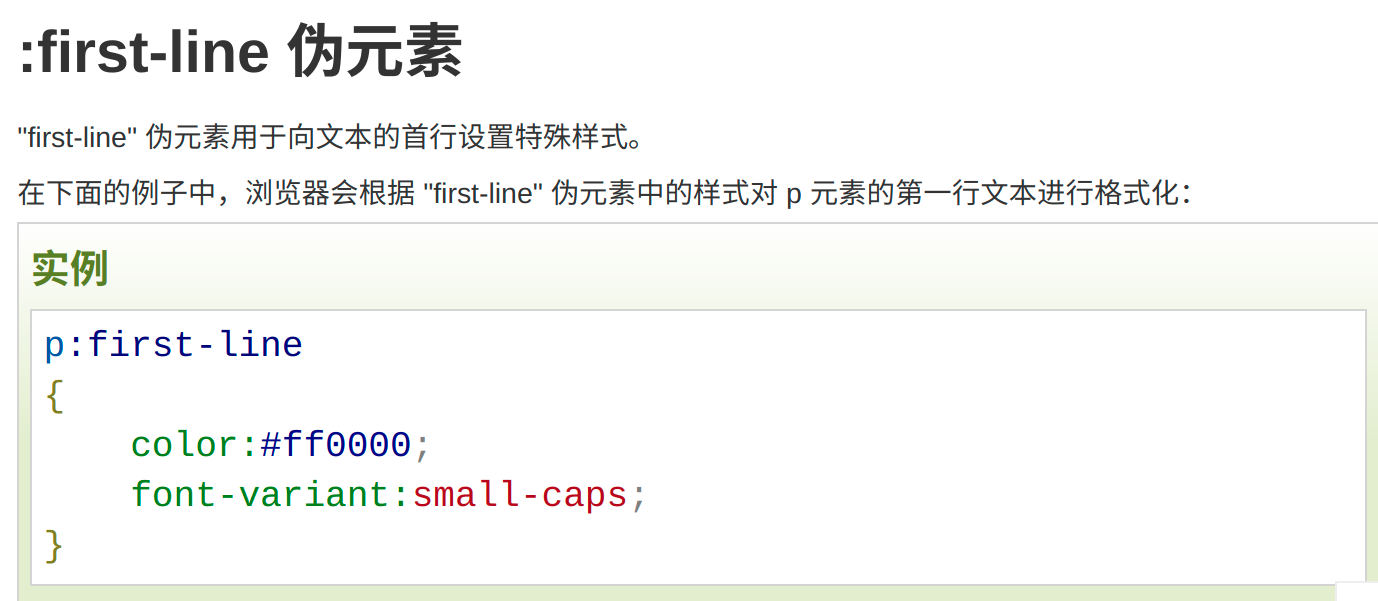 :first-line 伪元素
"first-line" 伪元素用于向文本的首行设置特殊样式。
在下面的例子中，浏览器会根据 "first-line" 伪元素中的样式对 p 元素的第一行文本进行格式化：
实例
p:first-line
{
    color:#ff0000;
    font-variant:small-caps;
}